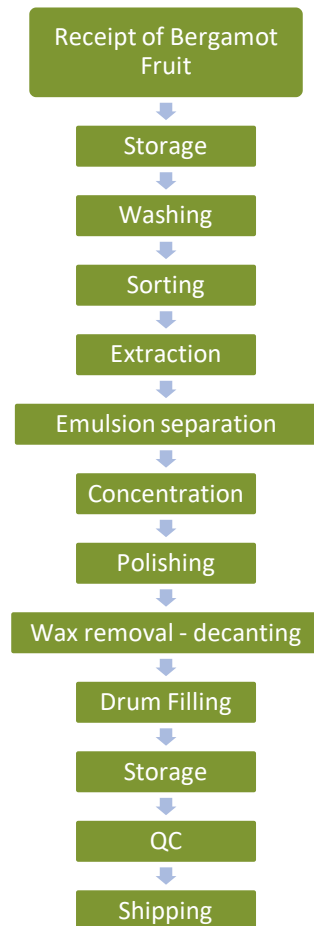 Receipt of Bergamot
Fruit
Storage
Washing
Sorting
Extraction
Emulsion separation
Concentration
Polishing
Wax removal - decanting
Drum Filling
Storage
QC
Shipping